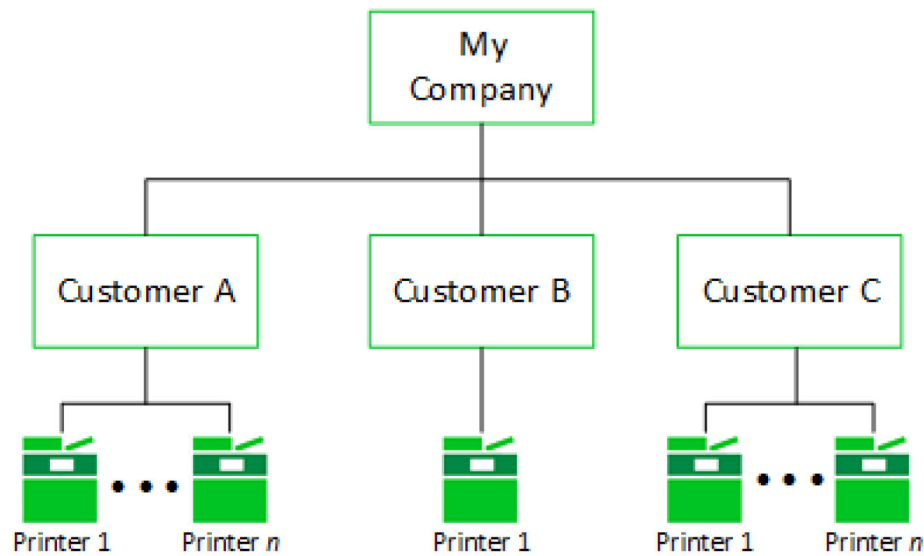 My
Company
Customer A
Customer B
Customer C
Printer 1
Printer n
Printer 1
Printer 1
Printer n